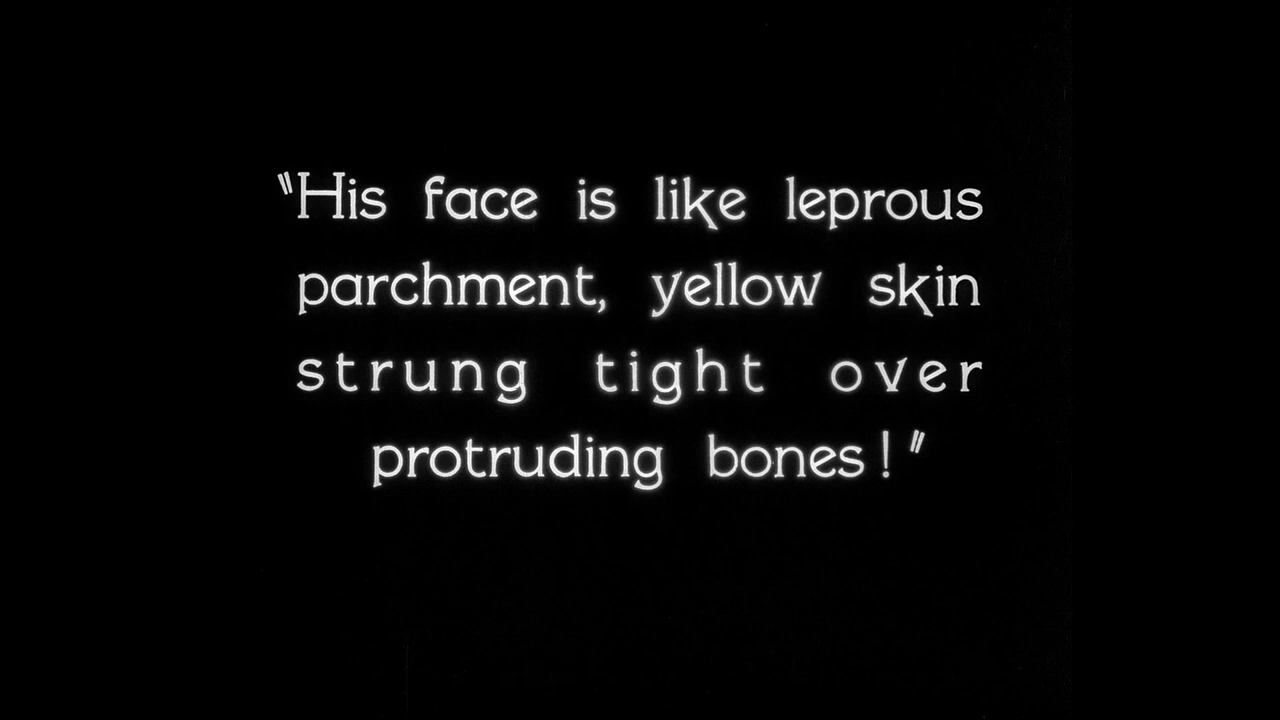 "His face is like leprous
parchment, yellow skin
strung tight over
protruding bones!"